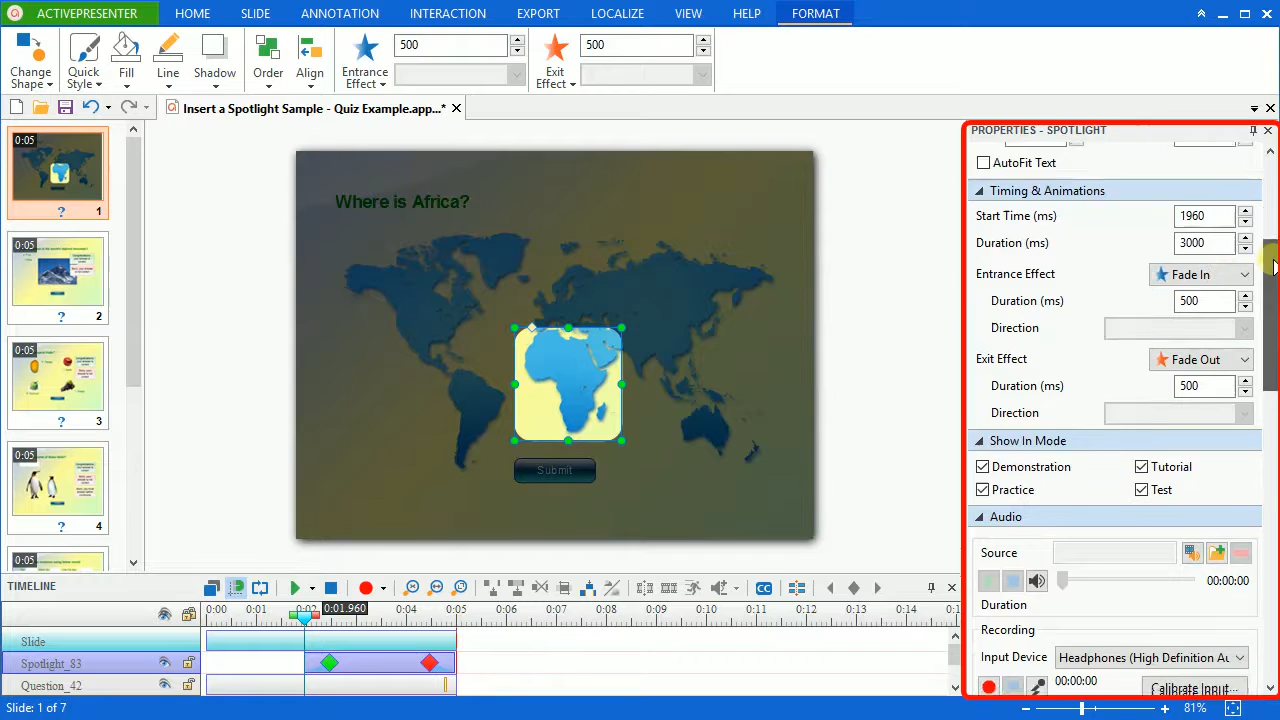 ACTIVEPRESENTER HOME SLIDE ANNOTATION INTERACTION EXPORT LOCALIZE VIEW HELP FORMAT
Change Shape
Quick Style
Fill
Line
Shadow
Order
Align
Entrance Effect
500
Exit Effect
500
Insert a Spotlight Sample - Quiz Example.app...*
0:05
? 1
0:05
? 2
0:05
? 3
0:05
? 4
0:05
Where is Africa?
Submit
PROPERTIES - SPOTLIGHT
AutoFit Text
Timing & Animations
Start Time (ms) 1960
Duration (ms) 3000
Entrance Effect Fade In
Duration (ms) 500
Direction
Exit Effect Fade Out
Duration (ms) 500
Direction
Show In Mode
Demonstration Tutorial
Practice Test
Audio
Source
00:00:00
Duration
Recording
Input Device Headphones (High Definition Au
00:00:00 Calibrate Input...
TIMELINE
CC
0:00 0:01 0:02 0:01.960 0:04 0:05 0:06 0:07 0:08 0:09 0:10 0:11 0:12 0:13 0:14
Slide
Spotlight_83
Question_42
Slide: 1 of 7 81%